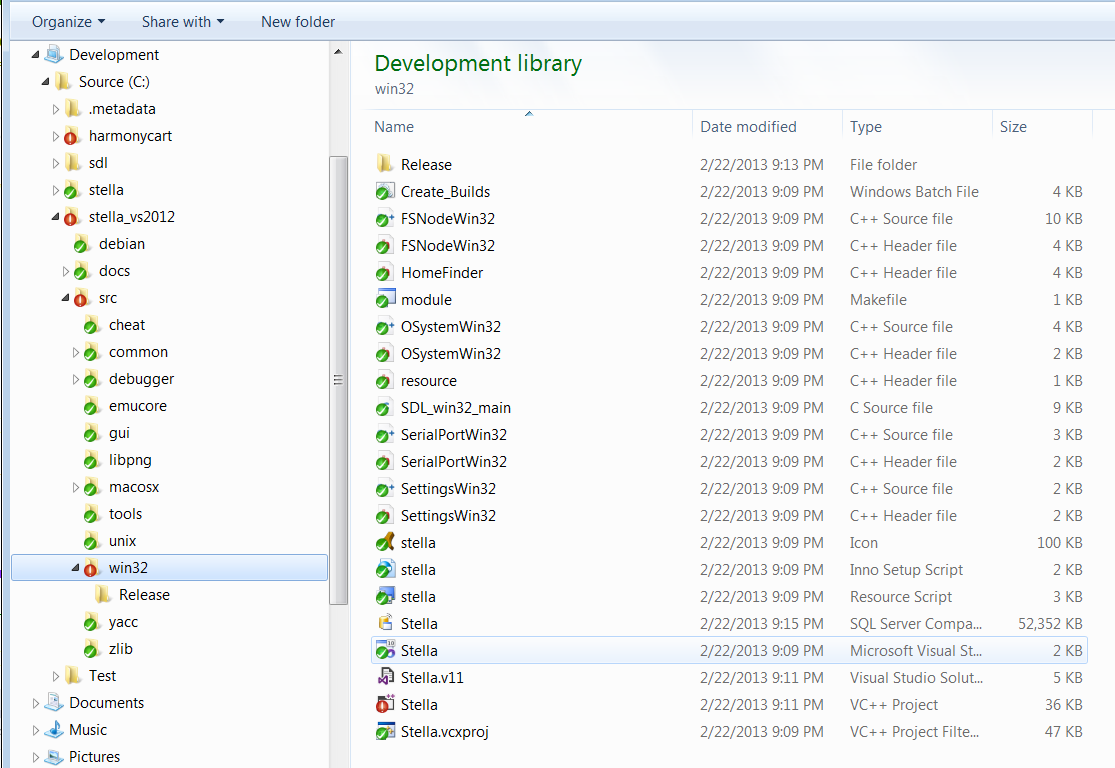 Organize Share with New folder
Development
Source (C:)
.metadata
harmonycart
sdl
stella
stella_vs2012
debian
docs
src
cheat
common
debugger
emucore
gui
libpng
macosx
tools
unix
win32
Release
yacc
zlib
Test
Documents
Music
Pictures
Development library
win32
Name Date modified Type Size
Release 2/22/2013 9:13 PM File folder
Create_Builds 2/22/2013 9:09 PM Windows Batch File 4 KB
FSNodeWin32 2/22/2013 9:09 PM C++ Source file 10 KB
FSNodeWin32 2/22/2013 9:09 PM C++ Header file 4 KB
HomeFinder 2/22/2013 9:09 PM C++ Header file 4 KB
module 2/22/2013 9:09 PM Makefile 1 KB
OSystemWin32 2/22/2013 9:09 PM C++ Source file 4 KB
OSystemWin32 2/22/2013 9:09 PM C++ Header file 2 KB
resource 2/22/2013 9:09 PM C++ Header file 1 KB
SDL_win32_main 2/22/2013 9:09 PM C Source file 9 KB
SerialPortWin32 2/22/2013 9:09 PM C++ Source file 3 KB
SerialPortWin32 2/22/2013 9:09 PM C++ Header file 2 KB
SettingsWin32 2/22/2013 9:09 PM C++ Source file 2 KB
SettingsWin32 2/22/2013 9:09 PM C++ Header file 2 KB
stella 2/22/2013 9:09 PM Icon 100 KB
stella 2/22/2013 9:09 PM Inno Setup Script 2 KB
stella 2/22/2013 9:09 PM Resource Script 3 KB
Stella 2/22/2013 9:15 PM SQL Server Compa... 52,352 KB
Stella 2/22/2013 9:09 PM Microsoft Visual St... 2 KB
Stella.v11 2/22/2013 9:11 PM Visual Studio Solut... 5 KB
Stella 2/22/2013 9:11 PM VC++ Project 36 KB
Stella.vcxproj 2/22/2013 9:09 PM VC++ Project Filte... 47 KB